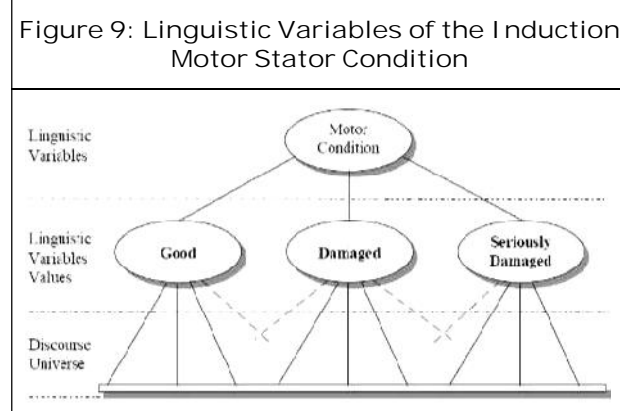 Figure 9: Linguistic Variables of the Induction
Motor Stator Condition
Linguistic
Variables
Motor
Condition
Linguistic
Variables
Values
Good
Damaged
Seriously
Damaged
Discourse
Universe